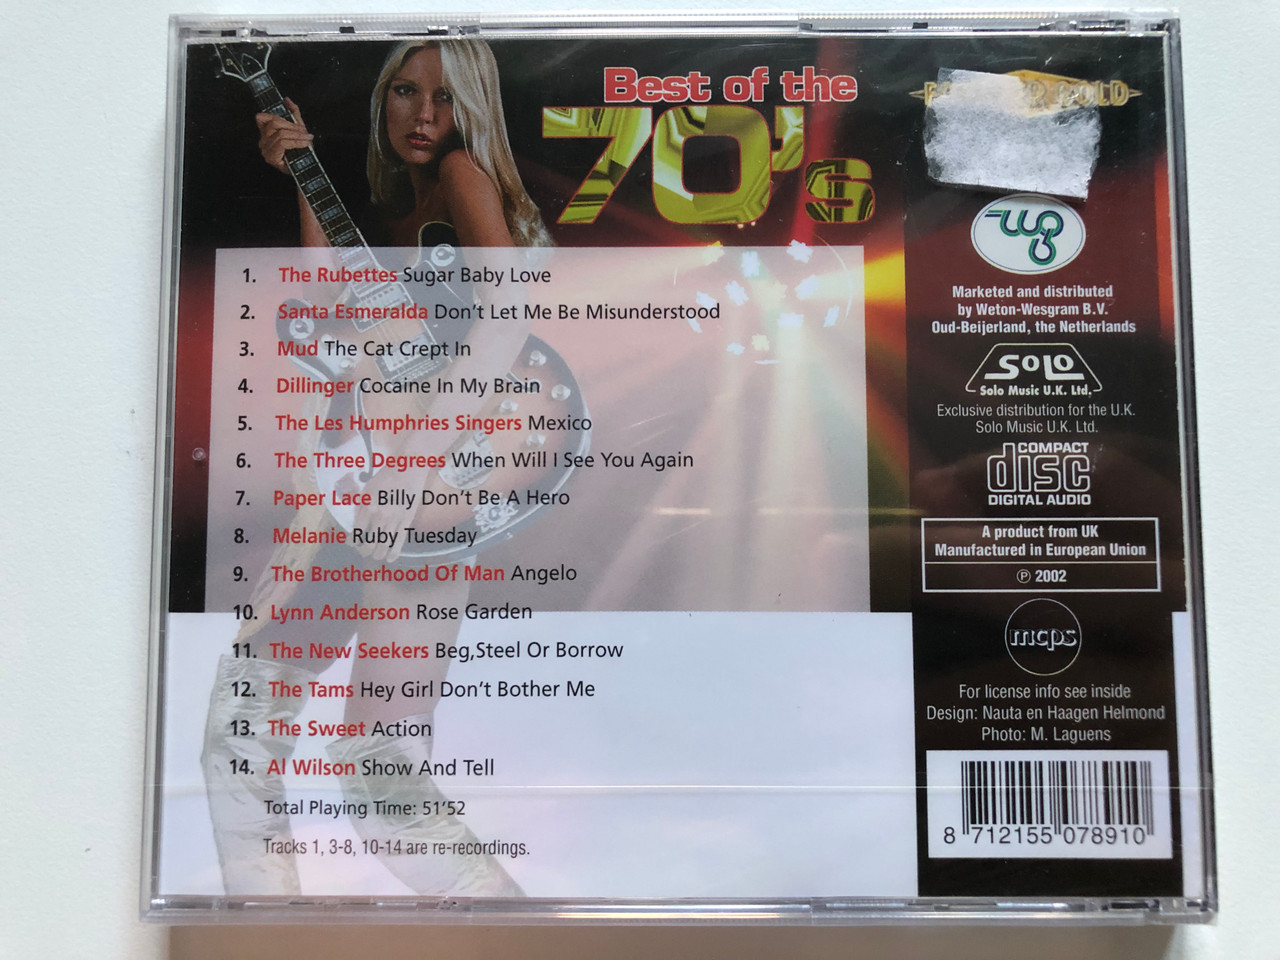 Best of the
70's
1. The Rubettes Sugar Baby Love
2. Santa Esmeralda Don't Let Me Be Misunderstood
3. Mud The Cat Crept In
4. Dillinger Cocaine In My Brain
5. The Les Humphries Singers Mexico
6. The Three Degrees When Will I See You Again
7. Paper Lace Billy Don't Be A Hero
8. Melanie Ruby Tuesday
9. The Brotherhood Of Man Angelo
10. Lynn Anderson Rose Garden
11. The New Seekers Beg,Steel Or Borrow
12. The Tams Hey Girl Don't Bother Me
13. The Sweet Action
14. Al Wilson Show And Tell
Total Playing Time: 51'52
Tracks 1, 3-8, 10-14 are re-recordings.
Marketed and distributed
by Weton-Wesgram B.V.
Oud-Beijerland, the Netherlands
SOLO
Solo Music U.K. Ltd.
Exclusive distribution for the U.K.
Solo Music U.K. Ltd.
COMPACT
disc
DIGITAL AUDIO
A product from UK
Manufactured in European Union
℗ 2002
mcps
For license info see inside
Design: Nauta en Haagen Helmond
Photo: M. Laguens
8 712155 078910